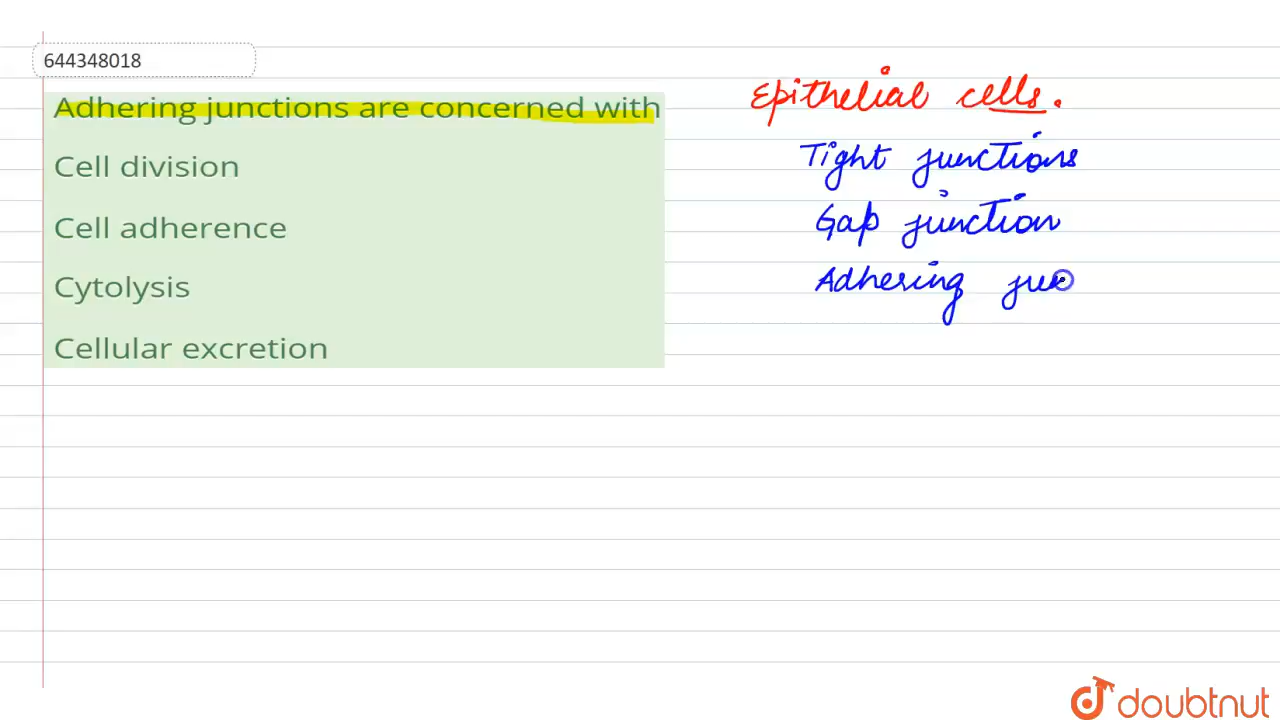 644348018
Adhering junctions are concerned with
Cell division
Cell adherence
Cytolysis
Cellular excretion
Epithelial cells.
Tight junctions
Gap junction
Adhering jun
doubtnut